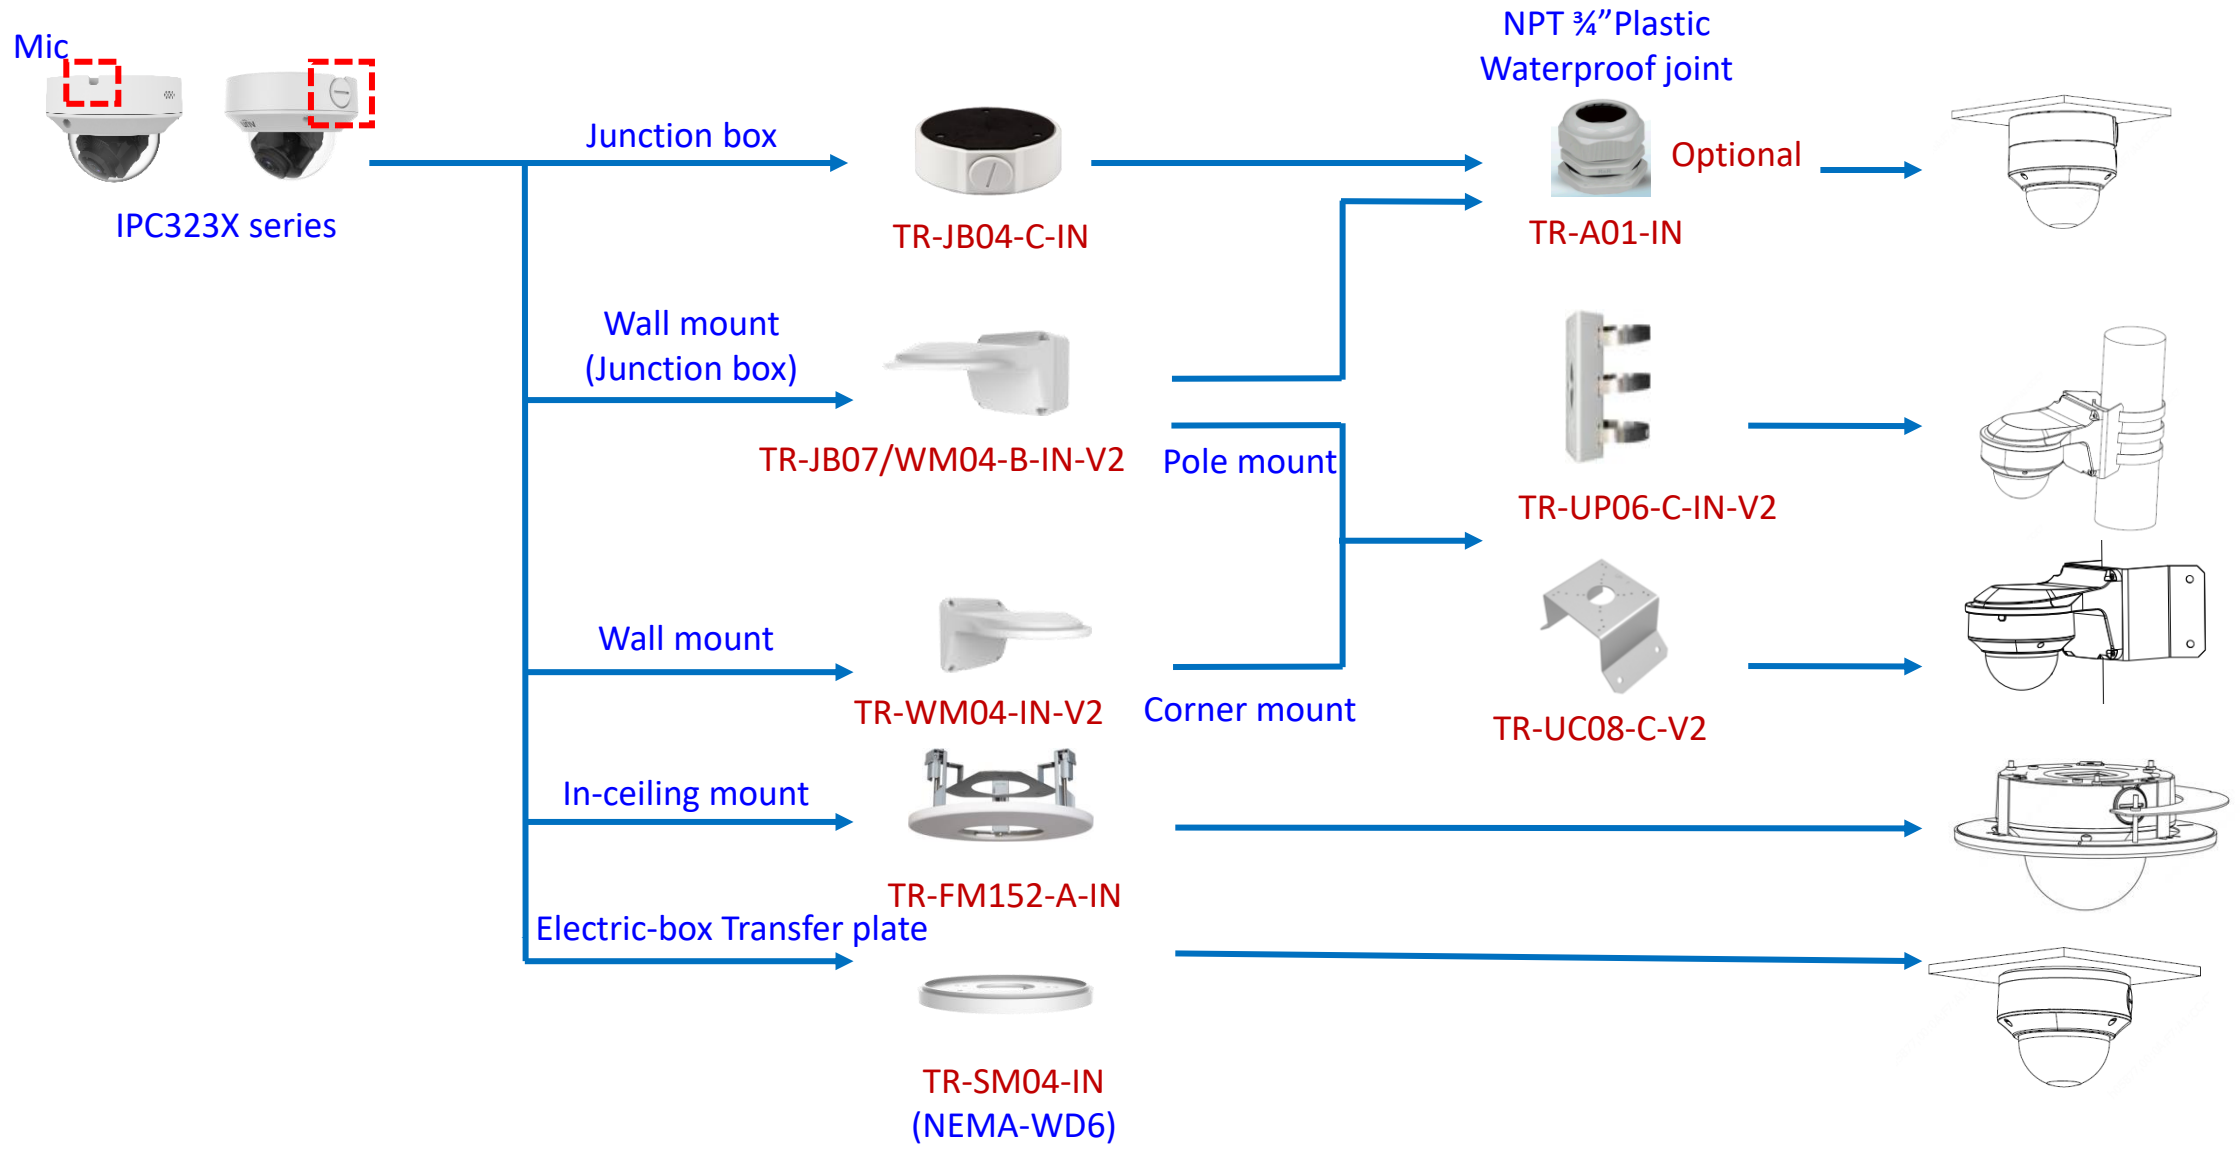 Mic
IPC323X series
Junction box
TR-JB04-C-IN
NPT ¾”Plastic
Waterproof joint
Optional
TR-A01-IN
Wall mount
(Junction box)
TR-JB07/WM04-B-IN-V2
Pole mount
TR-UP06-C-IN-V2
Wall mount
TR-WM04-IN-V2
Corner mount
TR-UC08-C-V2
In-ceiling mount
TR-FM152-A-IN
Electric-box Transfer plate
TR-SM04-IN
(NEMA-WD6)